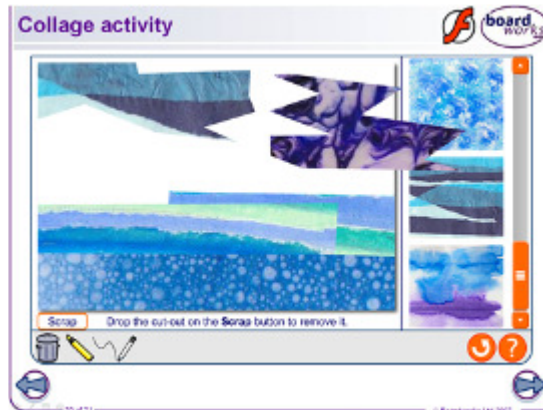 Collage activity
board
works
Scrap
Drop the cut-out on the Scrap button to remove it.
?